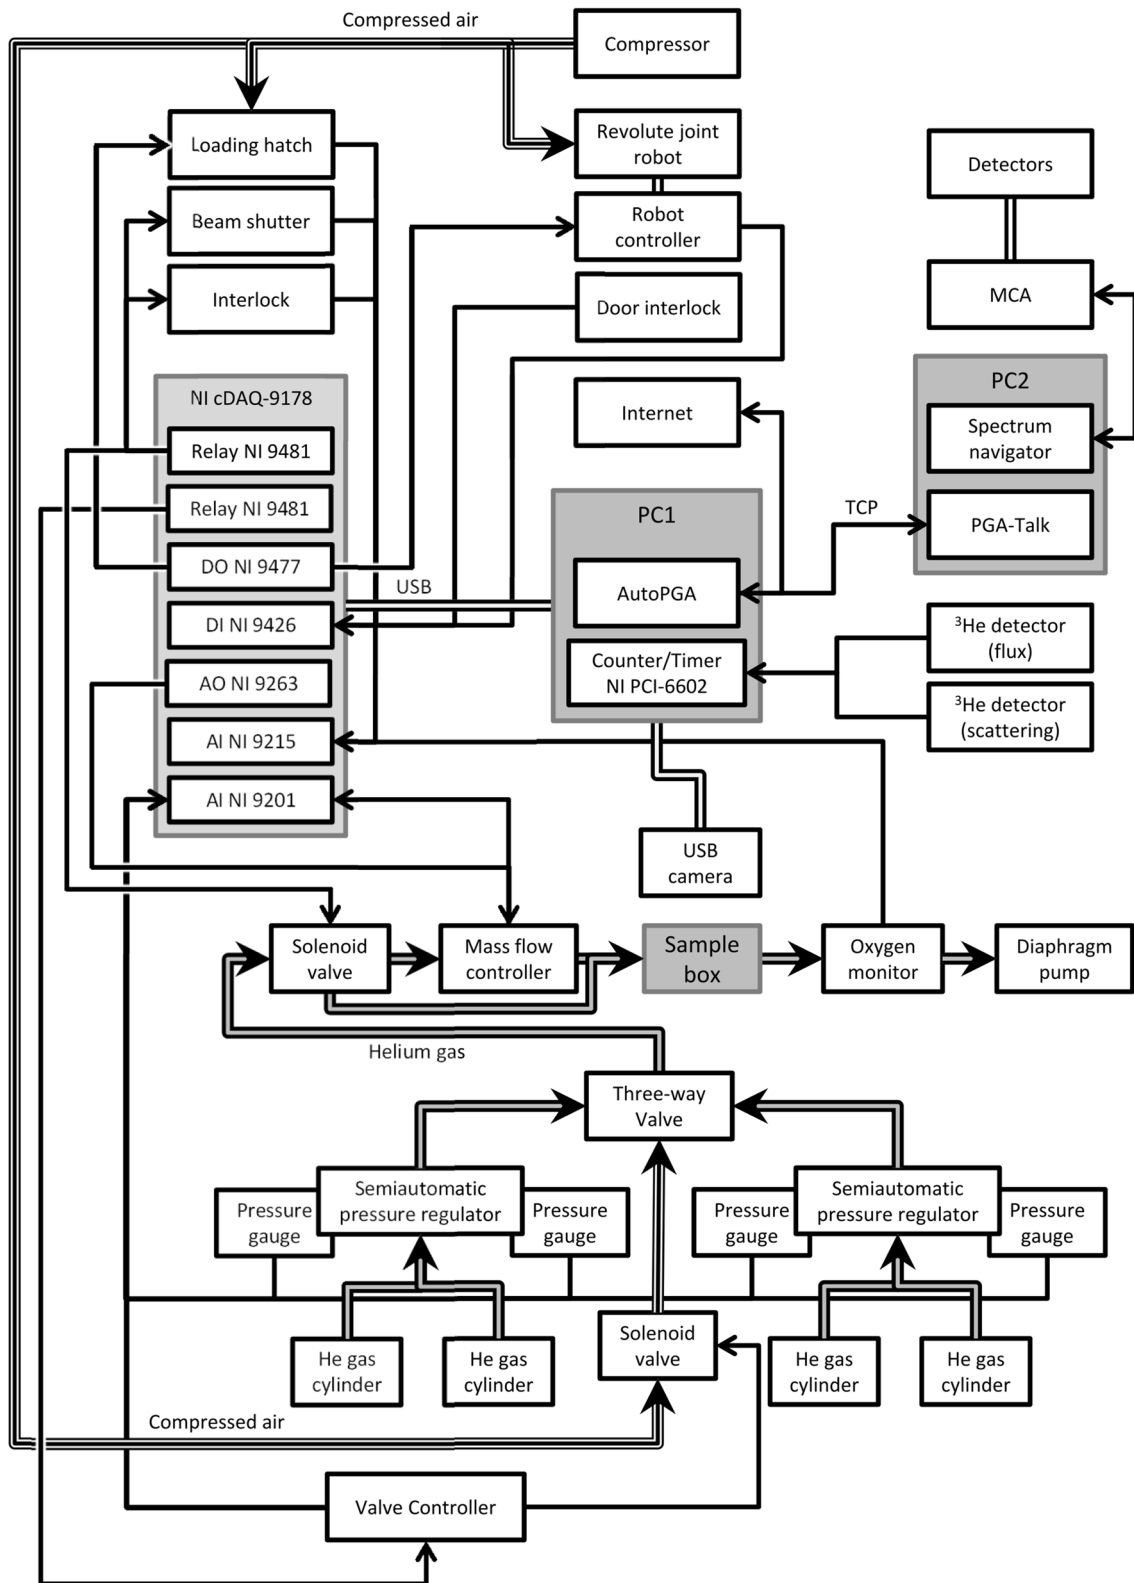 Compressed air
Compressor
Loading hatch
Revolute joint
robot
Detectors
Beam shutter
Robot
controller
Interlock
Door interlock
MCA
NI cDAQ-9178
PC2
Internet
Spectrum
navigator
Relay NI 9481
Relay NI 9481
PC1
TCP
PGA-Talk
DO NI 9477
USB
AutoPGA
DI NI 9426
³He detector
(flux)
Counter/Timer
NI PCI-6602
AO NI 9263
³He detector
(scattering)
AI NI 9215
AI NI 9201
USB
camera
Solenoid
valve
Mass flow
controller
Sample
box
Oxygen
monitor
Diaphragm
pump
Helium gas
Three-way
Valve
Pressure
gauge
Semiautomatic
pressure regulator
Pressure
gauge
Pressure
gauge
Semiautomatic
pressure regulator
Pressure
gauge
He gas
cylinder
He gas
cylinder
Solenoid
valve
He gas
cylinder
He gas
cylinder
Compressed air
Valve Controller